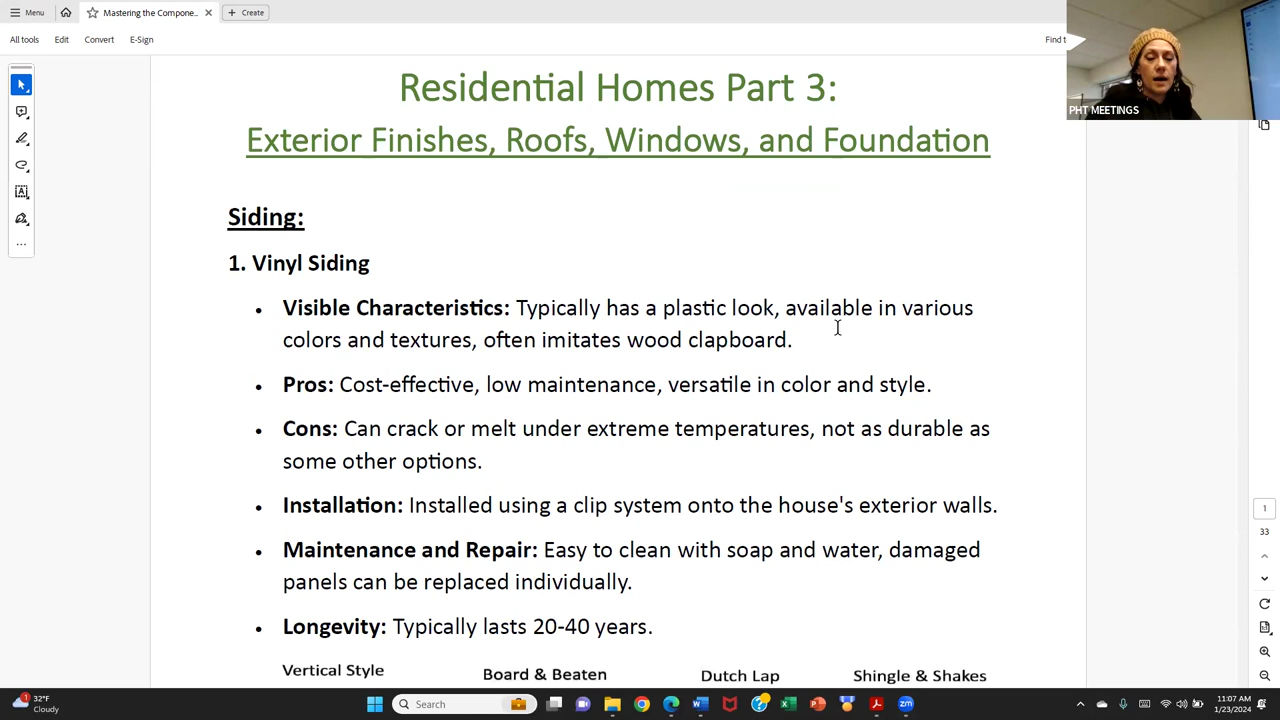 Menu
Mastering the Compone...
Create
All tools
Edit
Convert
E-Sign
Find te
PHT MEETINGS
Residential Homes Part 3:
Exterior Finishes, Roofs, Windows, and Foundation
Siding:
1. Vinyl Siding
• Visible Characteristics: Typically has a plastic look, available in various
colors and textures, often imitates wood clapboard.
• Pros: Cost-effective, low maintenance, versatile in color and style.
• Cons: Can crack or melt under extreme temperatures, not as durable as
some other options.
• Installation: Installed using a clip system onto the house's exterior walls.
• Maintenance and Repair: Easy to clean with soap and water, damaged
panels can be replaced individually.
• Longevity: Typically lasts 20-40 years.
Vertical Style
Board & Beaten
Dutch Lap
Shingle & Shakes
1
33
1
32°F
Cloudy
Search
11:07 AM
1/23/2024